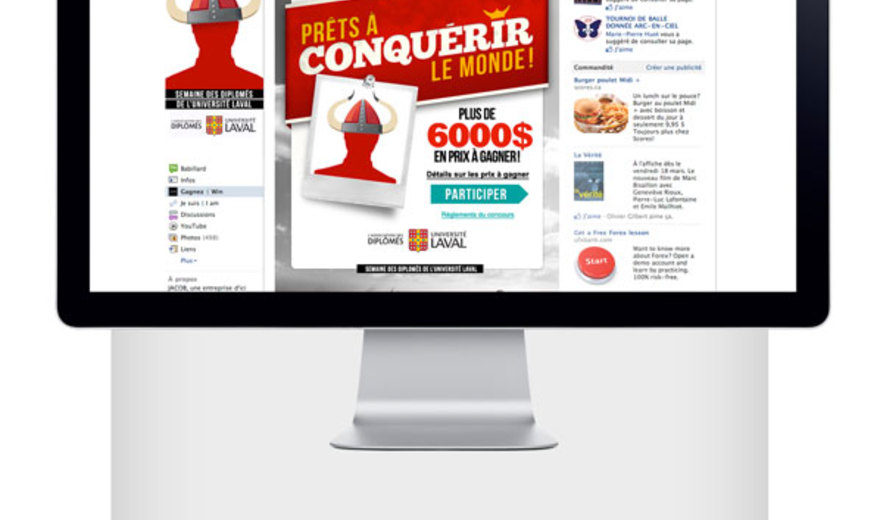 SEMAINE DES DIPLÔMÉS
DE L'UNIVERSITÉ LAVAL
DIPLÔMÉS
UNIVERSITÉ
LAVAL
Babillard
Infos
Gagnez | Win
Je suis | I am
Discussions
YouTube
Photos
Liens
Plus
À propos
JACOB, une entreprise d'ici
PRÊTS À
CONQUÉRIR
LE MONDE!
PLUS DE
6000$
EN PRIX À GAGNER!
Détails sur les prix à gagner
PARTICIPER
Règlements du concours
DIPLÔMÉS
UNIVERSITÉ
LAVAL
SEMAINE DES DIPLÔMÉS DE L'UNIVERSITÉ LAVAL
suggéré de consulter sa page.
J'aime
TOURNOI DE BALLE
DONNÉE ARC-EN-CIEL
Marie-Pierre Huot vous a
suggéré de consulter sa page.
J'aime
Commandité
Créer une publicité
Burger poulet Midi +
scores.ca
Un lunch sur le pouce?
Burger au poulet Midi
+ avec boisson et
dessert du jour à
seulement 9,95 $
Toujours plus chez
Scores!
La Vérité
vérité
À l'affiche dès le
vendredi 18 mars. Le
nouveau film de Marc
Bisaillon avec
Geneviève Rioux,
Pierre-Luc Lafontaine
et Emile Mailhiot.
J'aime · Olivier Gilbert aime ça.
Get a Free Forex lesson
Start
Want to know more
about Forex? Open a
demo account and
learn by practicing.
100% risk-free.